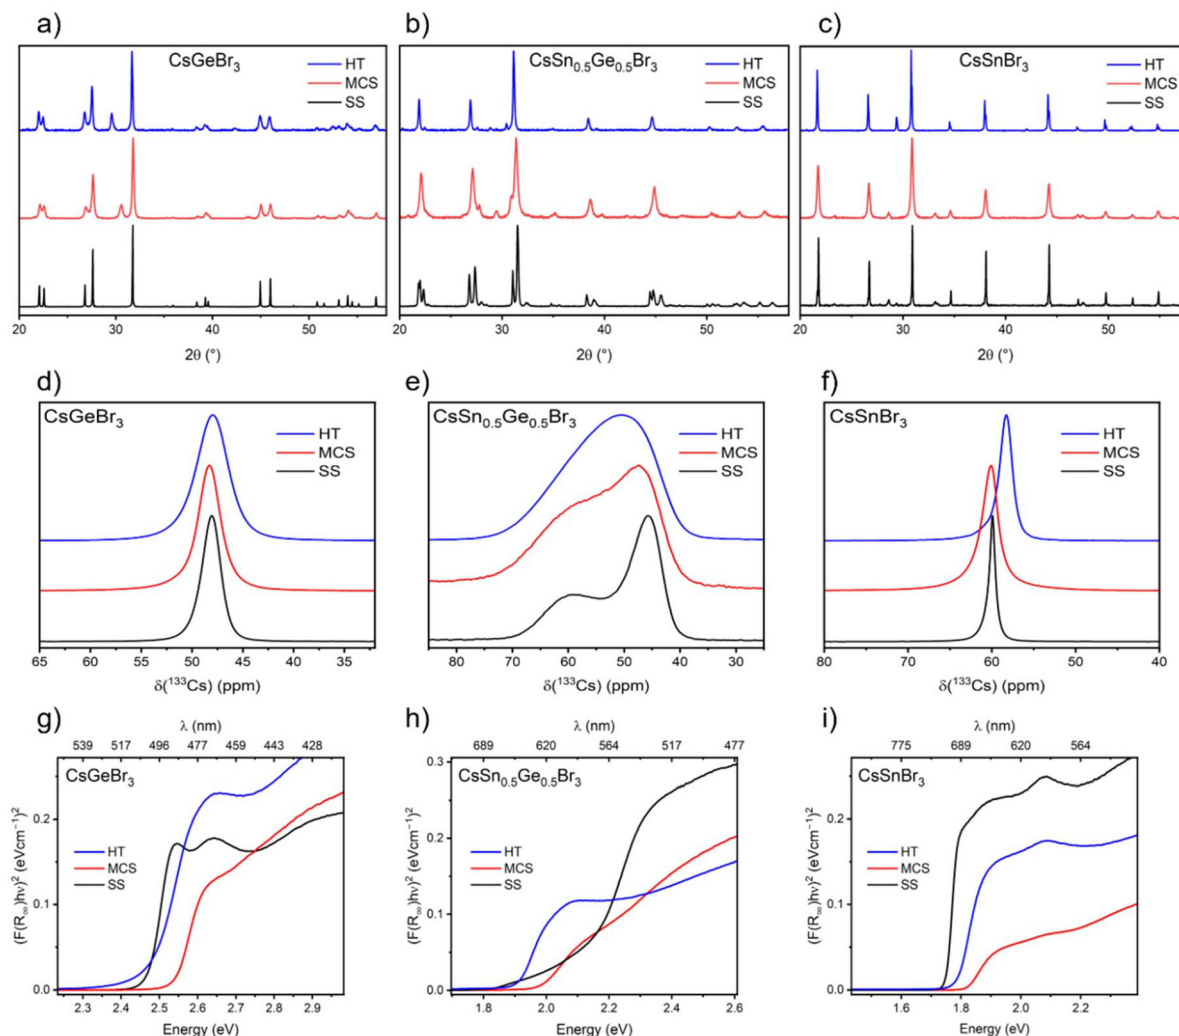 a)
CsGeBr₃
HT
MCS
SS
20 30 40 50
2θ (°)
b)
CsSn₀.₅Ge₀.₅Br₃
HT
MCS
SS
20 30 40 50
2θ (°)
c)
CsSnBr₃
HT
MCS
SS
20 30 40 50
2θ (°)
d)
CsGeBr₃
HT
MCS
SS
65 60 55 50 45 40 35
δ(¹³³Cs) (ppm)
e)
CsSn₀.₅Ge₀.₅Br₃
HT
MCS
SS
80 70 60 50 40 30
δ(¹³³Cs) (ppm)
f)
CsSnBr₃
HT
MCS
SS
80 70 60 50 40
δ(¹³³Cs) (ppm)
g)
λ (nm)
539 517 496 477 459 443 428
CsGeBr₃
HT
MCS
SS
(F(R∞)hν)² (eVcm⁻¹)²
0.2
0.1
0.0
2.3 2.4 2.5 2.6 2.7 2.8 2.9
Energy (eV)
h)
λ (nm)
689 620 564 517 477
CsSn₀.₅Ge₀.₅Br₃
HT
MCS
SS
(F(R∞)hν)² (eVcm⁻¹)²
0.3
0.2
0.1
0.0
1.8 2.0 2.2 2.4 2.6
Energy (eV)
i)
λ (nm)
775 689 620 564
CsSnBr₃
HT
MCS
SS
(F(R∞)hν)² (eVcm⁻¹)²
0.2
0.1
0.0
1.6 1.8 2.0 2.2
Energy (eV)